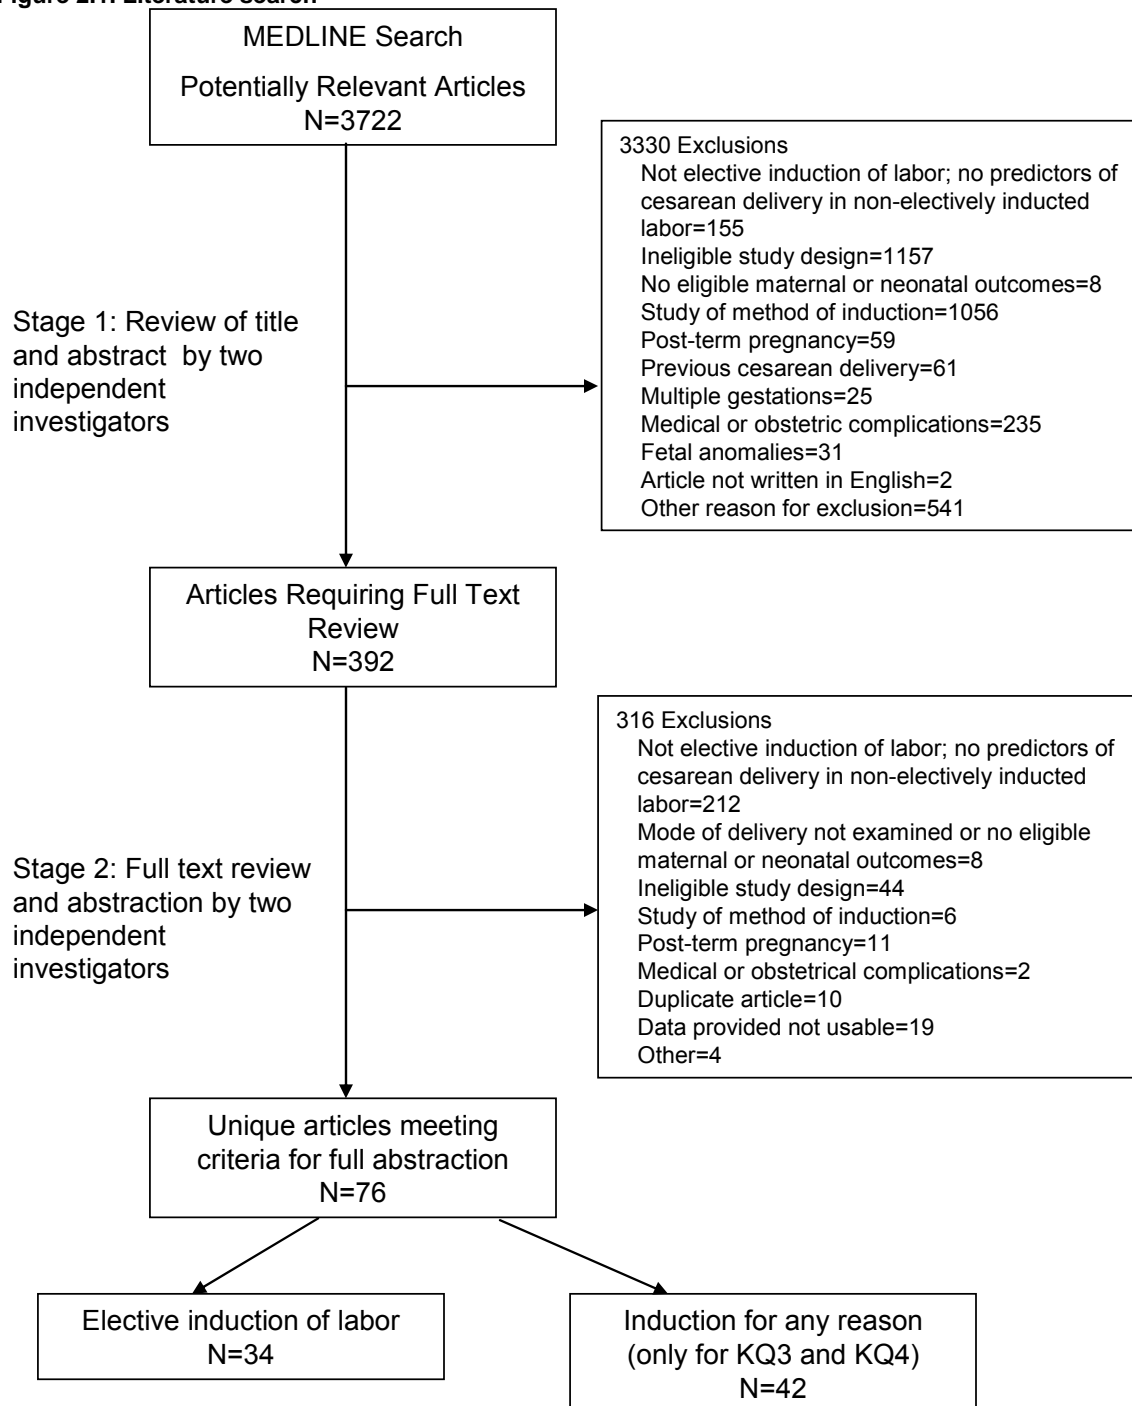 Figure 2.1. Literature search
MEDLINE Search
Potentially Relevant Articles
N=3722
3330 Exclusions
Not elective induction of labor; no predictors of
cesarean delivery in non-electively inducted
labor=155
Ineligible study design=1157
No eligible maternal or neonatal outcomes=8
Study of method of induction=1056
Post-term pregnancy=59
Previous cesarean delivery=61
Multiple gestations=25
Medical or obstetric complications=235
Fetal anomalies=31
Article not written in English=2
Other reason for exclusion=541
Stage 1: Review of title
and abstract by two
independent
investigators
Articles Requiring Full Text
Review
N=392
316 Exclusions
Not elective induction of labor; no predictors of
cesarean delivery in non-electively inducted
labor=212
Mode of delivery not examined or no eligible
maternal or neonatal outcomes=8
Ineligible study design=44
Study of method of induction=6
Post-term pregnancy=11
Medical or obstetrical complications=2
Duplicate article=10
Data provided not usable=19
Other=4
Stage 2: Full text review
and abstraction by two
independent
investigators
Unique articles meeting
criteria for full abstraction
N=76
Elective induction of labor
N=34
Induction for any reason
(only for KQ3 and KQ4)
N=42